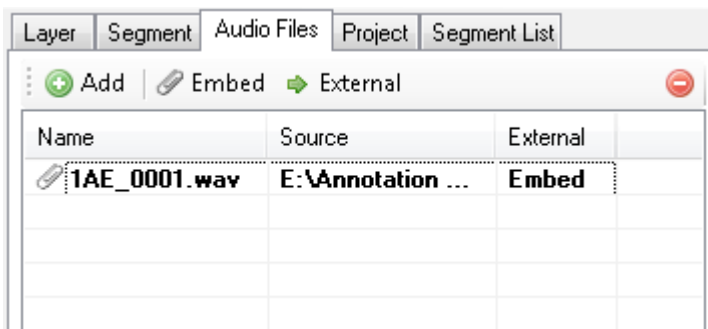 Layer Segment Audio Files Project Segment List
Add Embed External
Name Source External
1AE_0001.wav E:\Annotation ... Embed